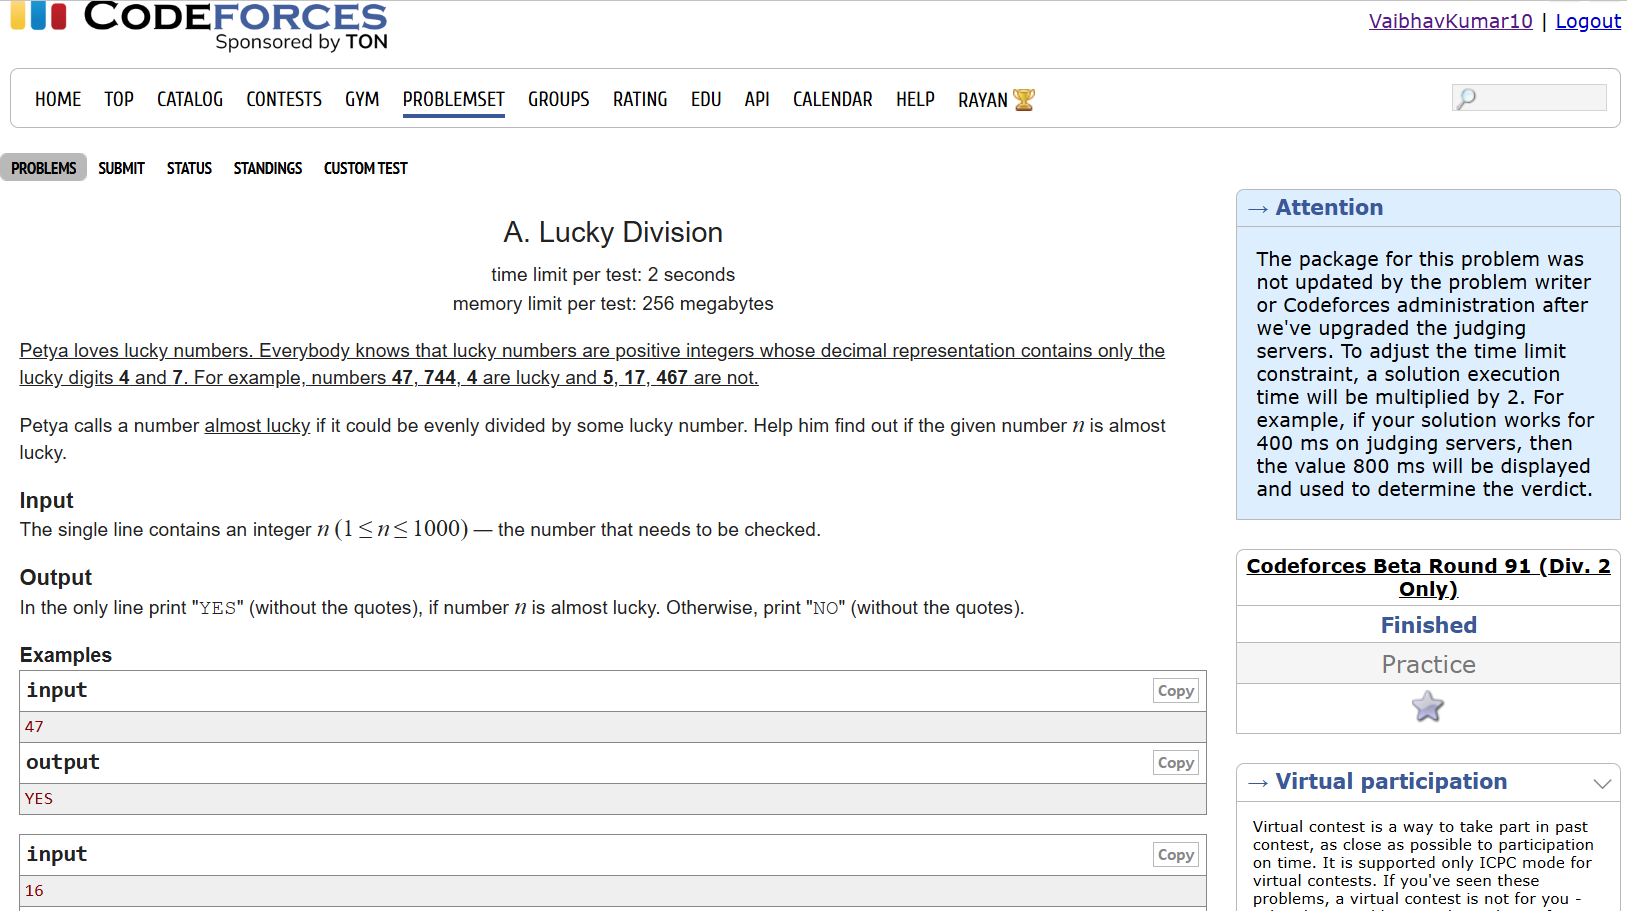 CODEFORCES
Sponsored by TON
VaibhavKumar10 | Logout
HOME TOP CATALOG CONTESTS GYM PROBLEMSET GROUPS RATING EDU API CALENDAR HELP RAYAN
PROBLEMS SUBMIT STATUS STANDINGS CUSTOM TEST
A. Lucky Division
time limit per test: 2 seconds
memory limit per test: 256 megabytes
Petya loves lucky numbers. Everybody knows that lucky numbers are positive integers whose decimal representation contains only the
lucky digits 4 and 7. For example, numbers 47, 744, 4 are lucky and 5, 17, 467 are not.
Petya calls a number almost lucky if it could be evenly divided by some lucky number. Help him find out if the given number n is almost
lucky.
Input
The single line contains an integer n (1 ≤ n ≤ 1000) — the number that needs to be checked.
Output
In the only line print "YES" (without the quotes), if number n is almost lucky. Otherwise, print "NO" (without the quotes).
Examples
input
Copy
47
output
Copy
YES
input
Copy
16
→ Attention
The package for this problem was
not updated by the problem writer
or Codeforces administration after
we've upgraded the judging
servers. To adjust the time limit
constraint, a solution execution
time will be multiplied by 2. For
example, if your solution works for
400 ms on judging servers, then
the value 800 ms will be displayed
and used to determine the verdict.
Codeforces Beta Round 91 (Div. 2
Only)
Finished
Practice
→ Virtual participation
Virtual contest is a way to take part in past
contest, as close as possible to participation
on time. It is supported only ICPC mode for
virtual contests. If you've seen these
problems, a virtual contest is not for you -